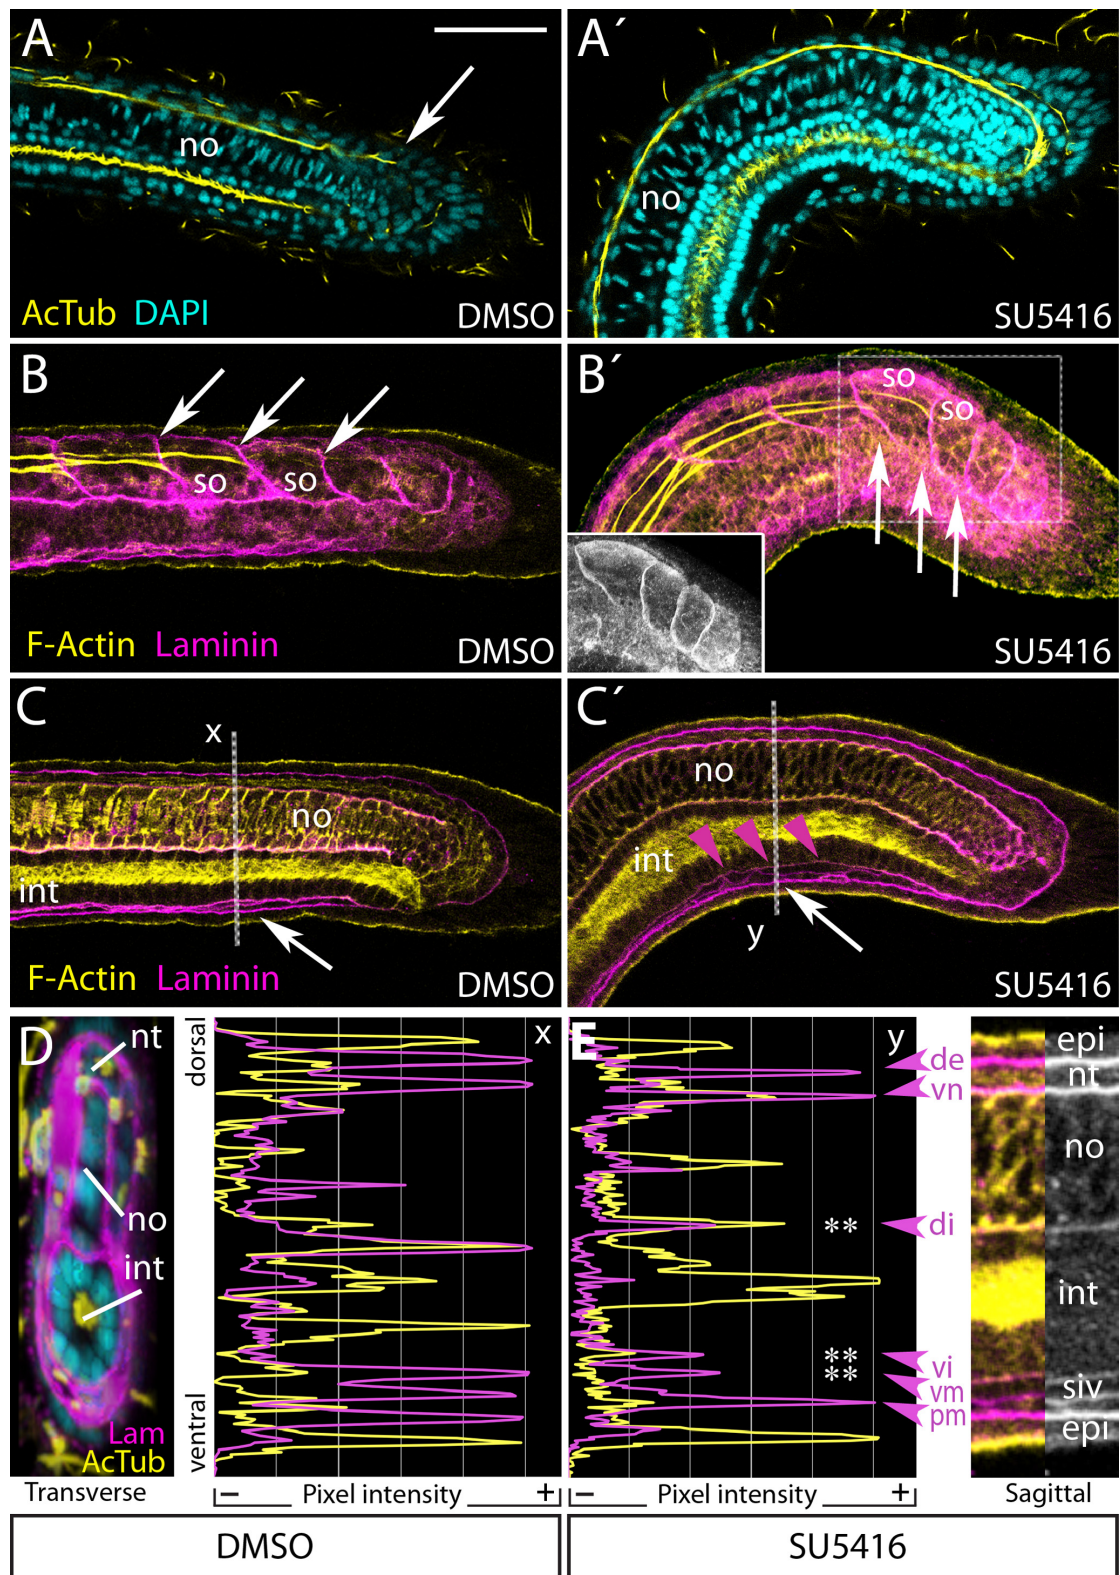 A
no
AcTub DAPI
DMSO
A´
no
SU5416
B
so
so
F-Actin Laminin
DMSO
B´
so
so
SU5416
C
x
no
int
F-Actin Laminin
DMSO
C´
no
int
y
SU5416
D
nt
no
int
Lam
AcTub
Transverse
dorsal
ventral
x
– Pixel intensity +
E
y
**
**
**
de
vn
di
vi
vm
pm
– Pixel intensity +
epi
nt
no
int
siv
epi
Sagittal
DMSO
SU5416